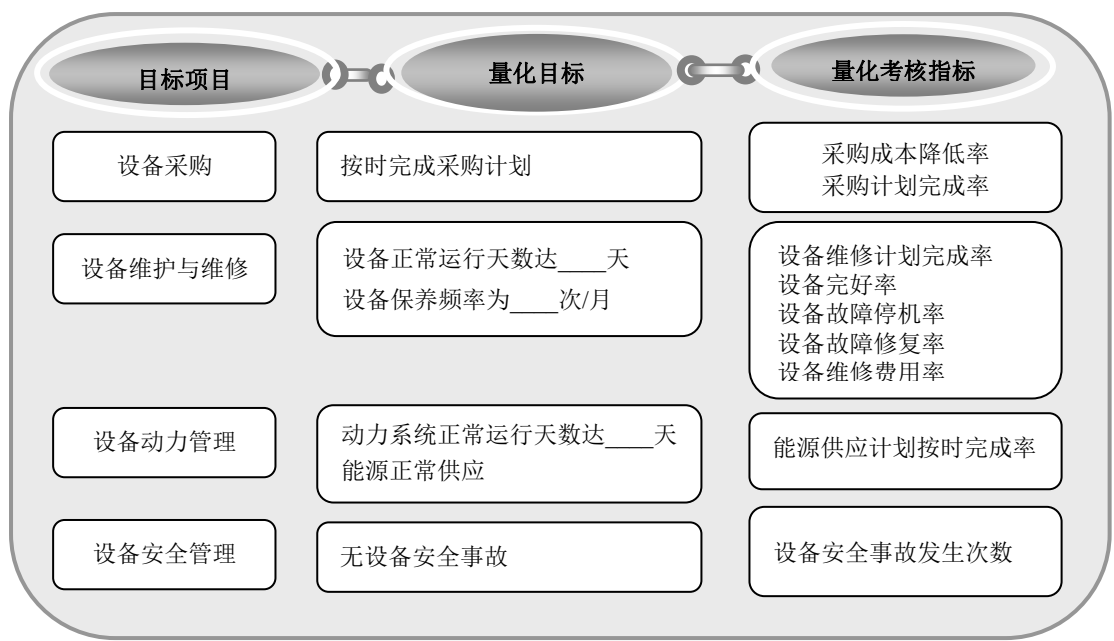 目标项目
量化目标
量化考核指标
设备采购
按时完成采购计划
采购成本降低率
采购计划完成率
设备维护与维修
设备正常运行天数达____天
设备保养频率为____次/月
设备维修计划完成率
设备完好率
设备故障停机率
设备故障修复率
设备维修费用率
设备动力管理
动力系统正常运行天数达____天
能源正常供应
能源供应计划按时完成率
设备安全管理
无设备安全事故
设备安全事故发生次数